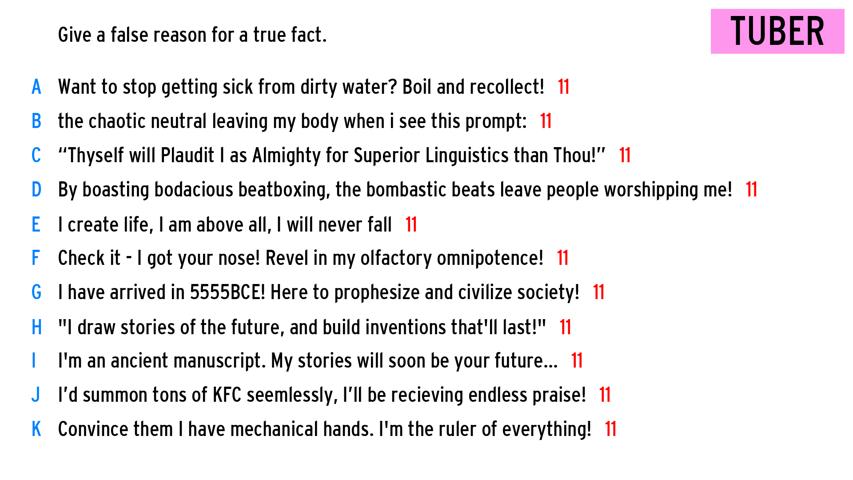 Give a false reason for a true fact.
TUBER
A Want to stop getting sick from dirty water? Boil and recollect! 11
B the chaotic neutral leaving my body when i see this prompt: 11
C “Thyself will Plaudit I as Almighty for Superior Linguistics than Thou!” 11
D By boasting bodacious beatboxing, the bombastic beats leave people worshipping me! 11
E I create life, I am above all, I will never fall 11
F Check it - I got your nose! Revel in my olfactory omnipotence! 11
G I have arrived in 5555BCE! Here to prophesize and civilize society! 11
H "I draw stories of the future, and build inventions that'll last!" 11
I I'm an ancient manuscript. My stories will soon be your future... 11
J I’d summon tons of KFC seemlessly, I’ll be recieving endless praise! 11
K Convince them I have mechanical hands. I'm the ruler of everything! 11